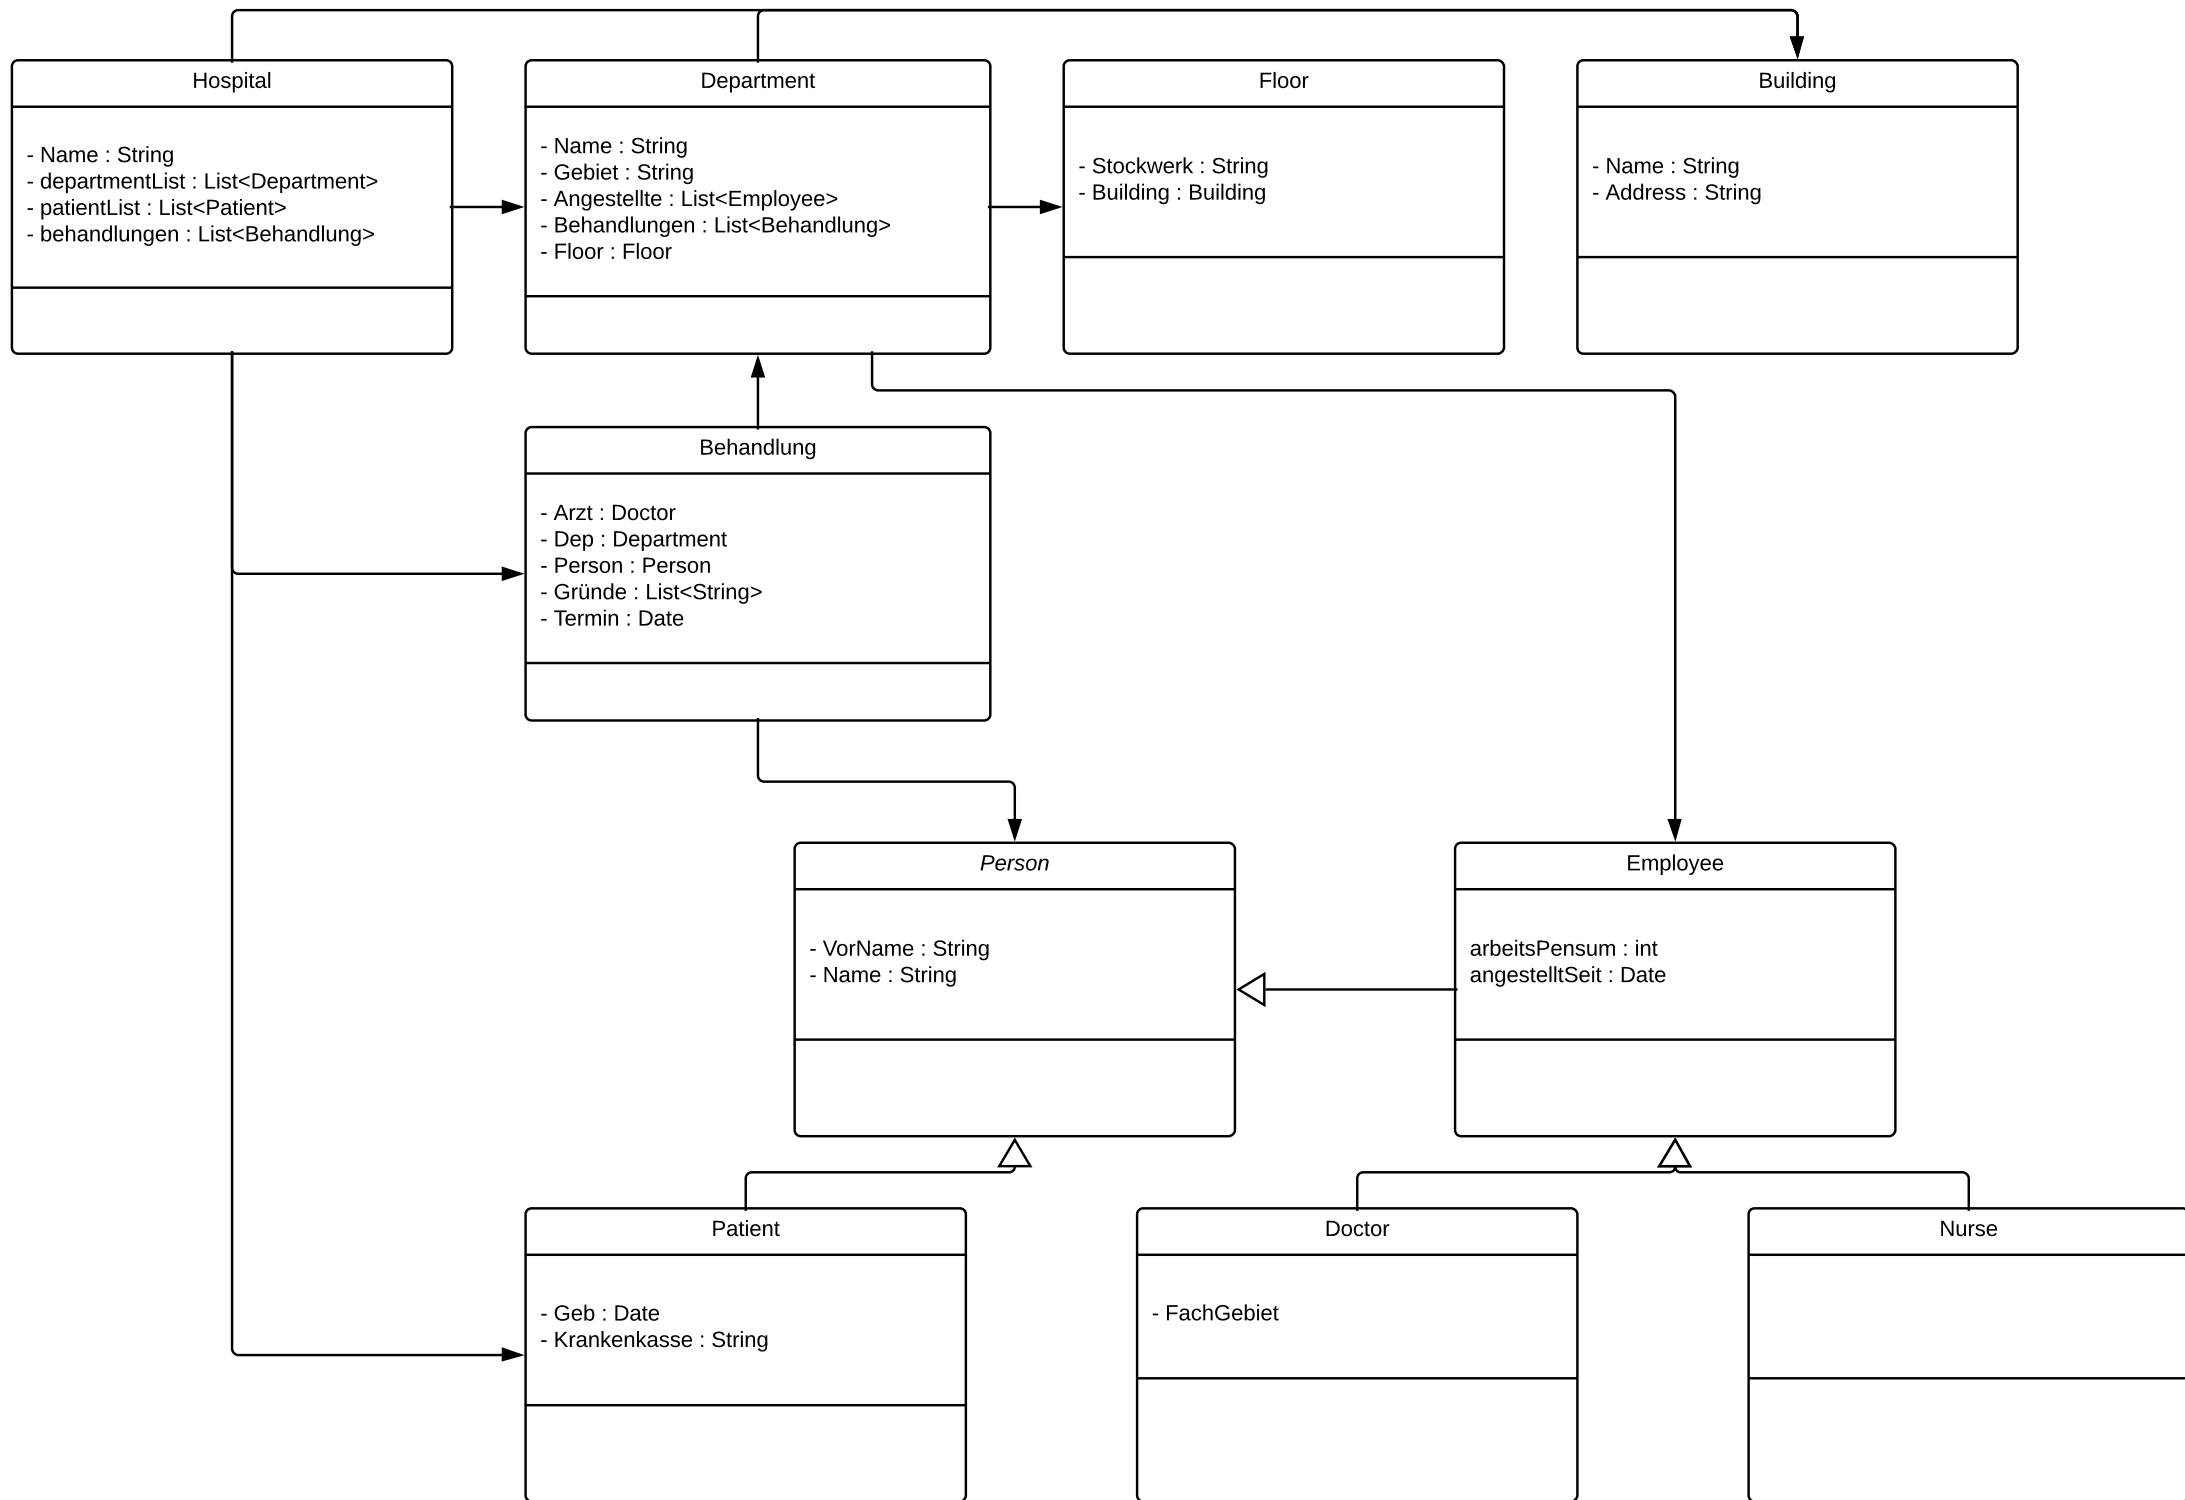 Hospital
- Name : String
- departmentList : List<Department>
- patientList : List<Patient>
- behandlungen : List<Behandlung>
Department
- Name : String
- Gebiet : String
- Angestellte : List<Employee>
- Behandlungen : List<Behandlung>
- Floor : Floor
Floor
- Stockwerk : String
- Building : Building
Building
- Name : String
- Address : String
Behandlung
- Arzt : Doctor
- Dep : Department
- Person : Person
- Gründe : List<String>
- Termin : Date
Person
- VorName : String
- Name : String
Employee
arbeitsPensum : int
angestelltSeit : Date
Patient
- Geb : Date
- Krankenkasse : String
Doctor
- FachGebiet
Nurse